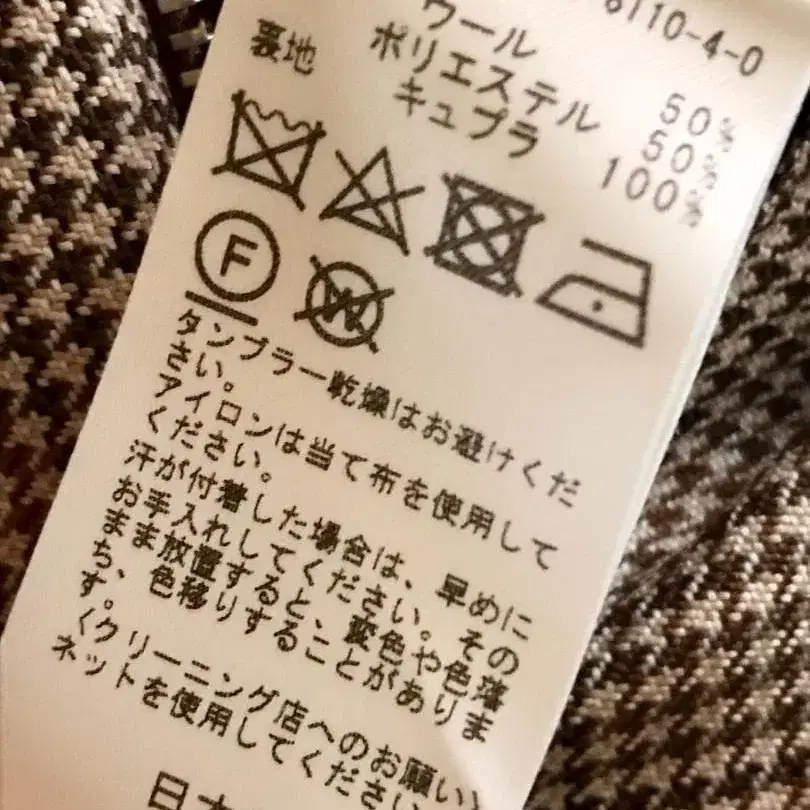 6110-4-0
ウール 50%
ポリエステル 50%
裏地 キュプラ 100%
F
W
タンブラー乾燥はお避けくだ
さい。
アイロンは当て布を使用して
ください。
汗が付着した場合は、早めに
お手入れしてください。その
まま放置すると、変色や色落
ち、色移りすることがありま
す。
<クリーニング店へのお願い>
ネットを使用してください
日本